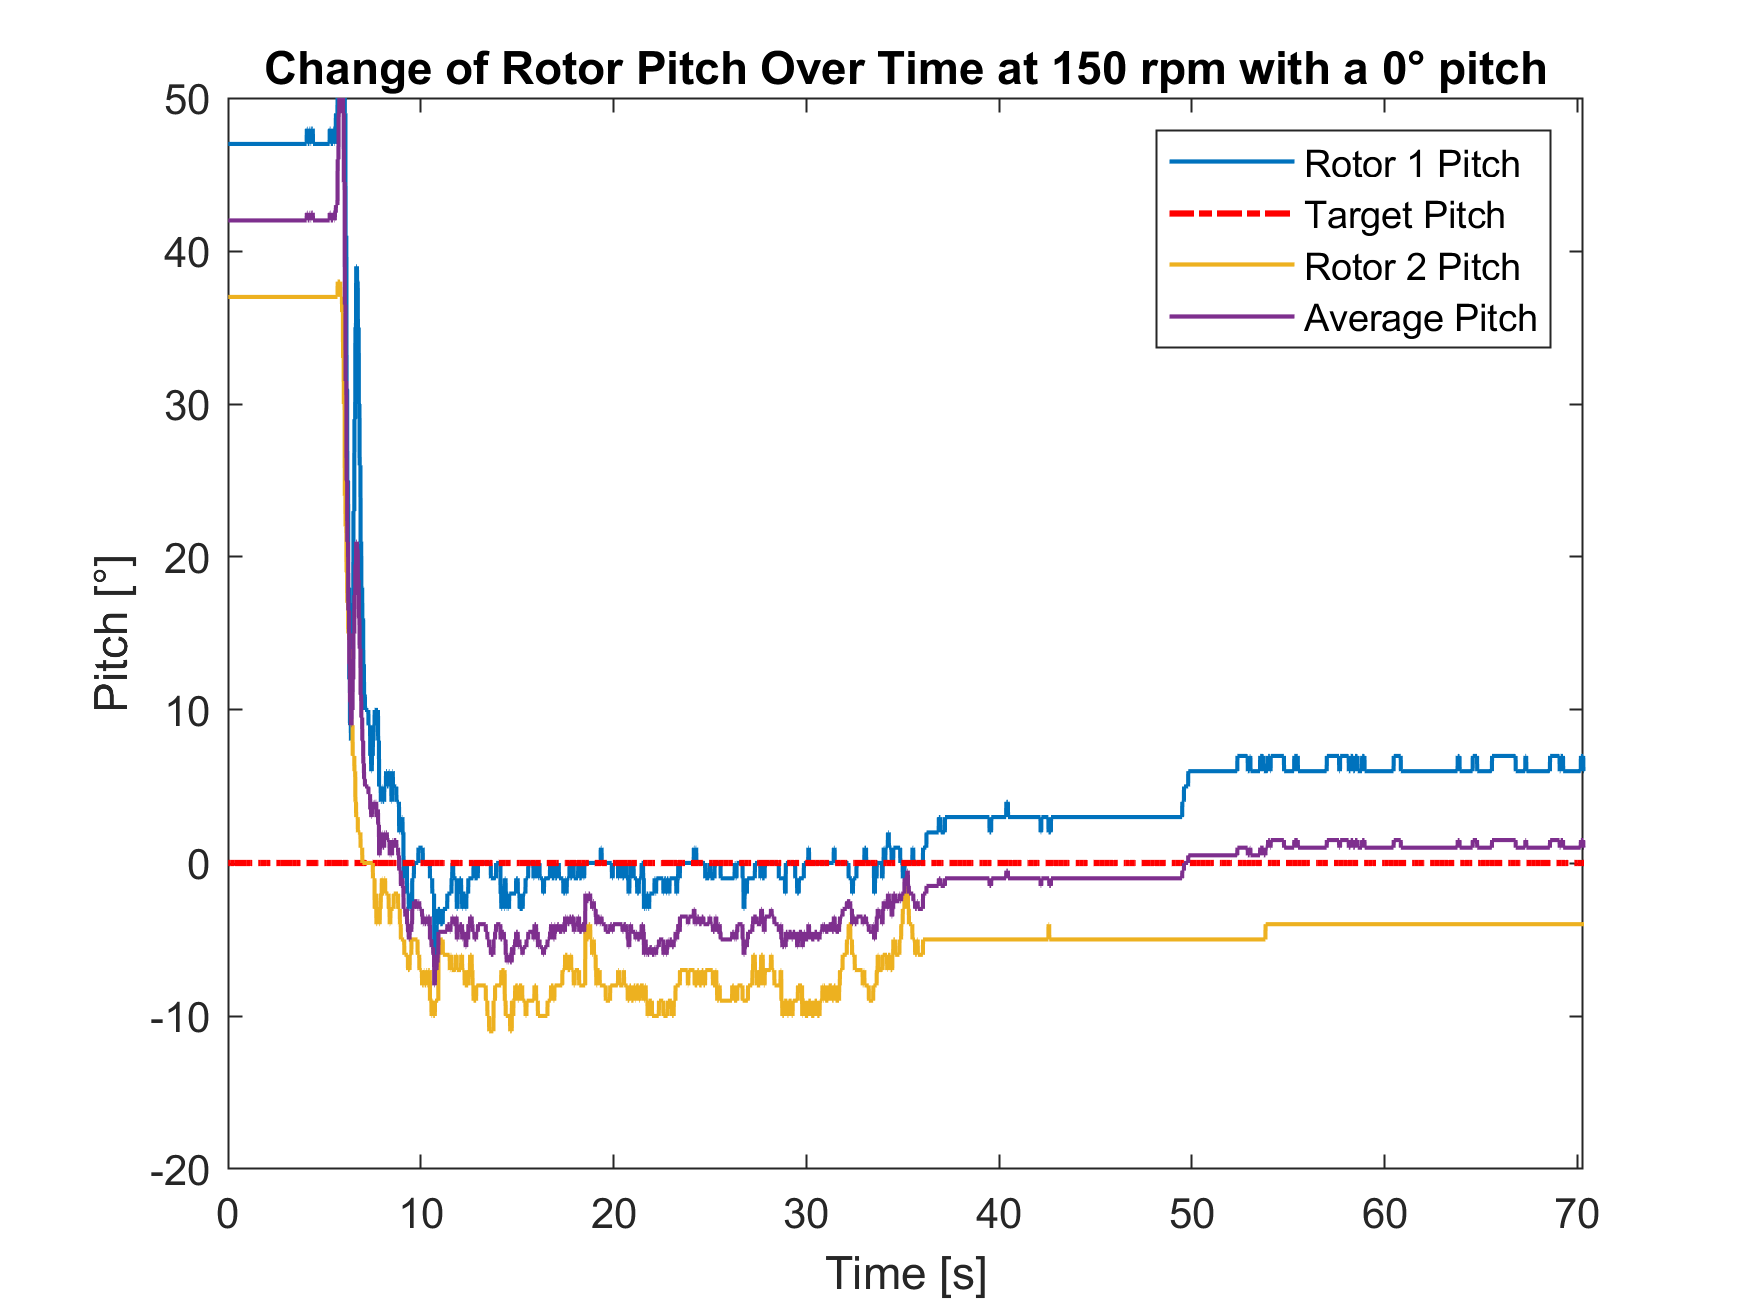 Change of Rotor Pitch Over Time at 150 rpm with a 0° pitch
50
40
30
20
10
0
-10
-20
Pitch [°]
Rotor 1 Pitch
Target Pitch
Rotor 2 Pitch
Average Pitch
0 10 20 30 40 50 60 70
Time [s]